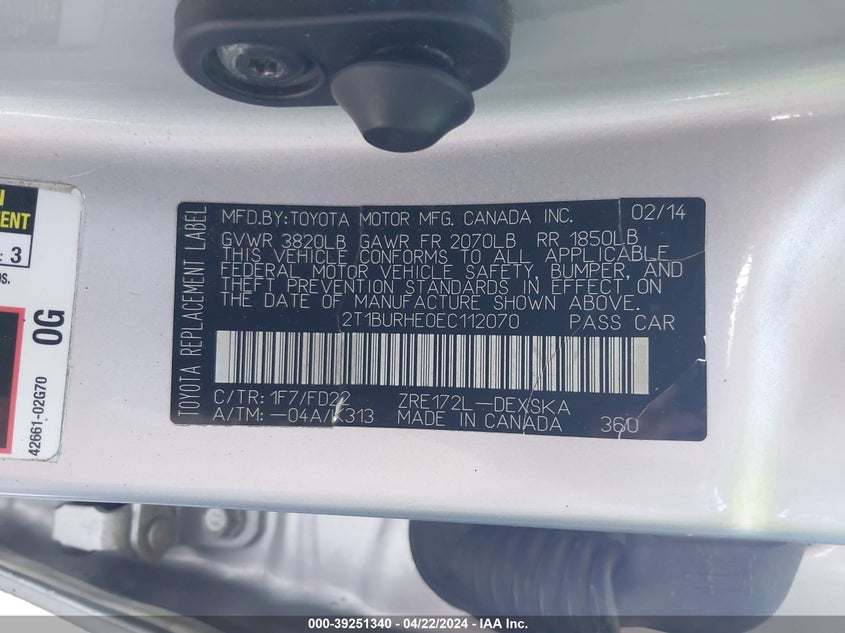 MFD.BY:TOYOTA MOTOR MFG. CANADA INC. 02/14
GVWR 3820LB GAWR FR 2070LB RR 1850LB
THIS VEHICLE CONFORMS TO ALL APPLICABLE
FEDERAL MOTOR VEHICLE SAFETY, BUMPER, AND
THEFT PREVENTION STANDARDS IN EFFECT ON
THE DATE OF MANUFACTURE SHOWN ABOVE.
2T1BURHE0EC112070 PASS CAR
C/TR: 1F7/FD22 ZRE172L-DEXSKA
A/TM: -04A/K313 MADE IN CANADA 360
TOYOTA REPLACEMENT LABEL
: 3
0G
42661-02G70
000-39251340 - 04/22/2024 - IAA Inc.